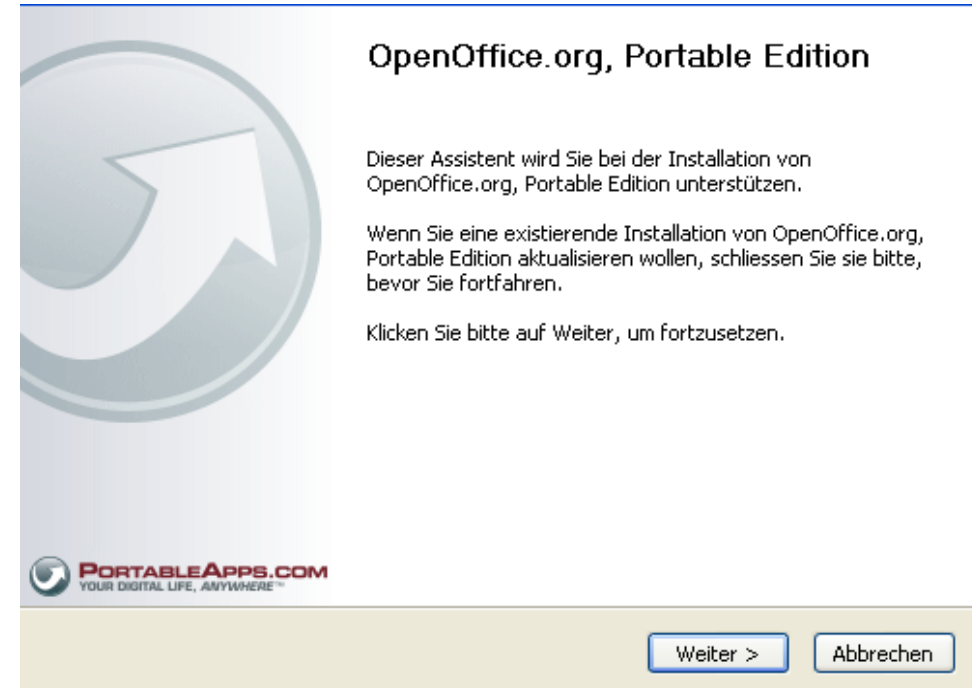 OpenOffice.org, Portable Edition
Dieser Assistent wird Sie bei der Installation von
OpenOffice.org, Portable Edition unterstützen.
Wenn Sie eine existierende Installation von OpenOffice.org,
Portable Edition aktualisieren wollen, schliessen Sie sie bitte,
bevor Sie fortfahren.
Klicken Sie bitte auf Weiter, um fortzusetzen.
PORTABLEAPPS.COM
YOUR DIGITAL LIFE, ANYWHERE™
Weiter >
Abbrechen